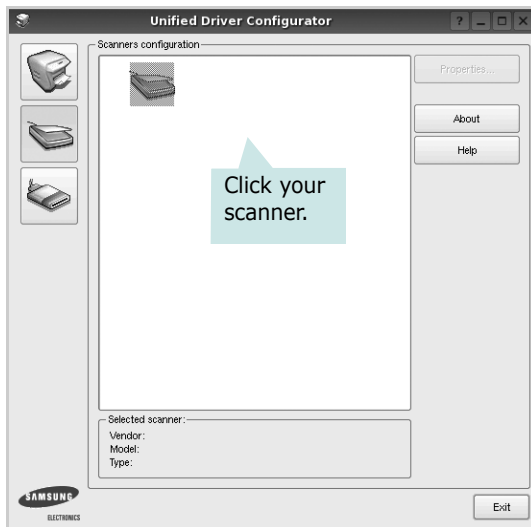 Unified Driver Configurator
Scanners configuration
Properties...
About
Help
Click your
scanner.
Selected scanner:
Vendor:
Model:
Type:
SAMSUNG
ELECTRONICS
Exit